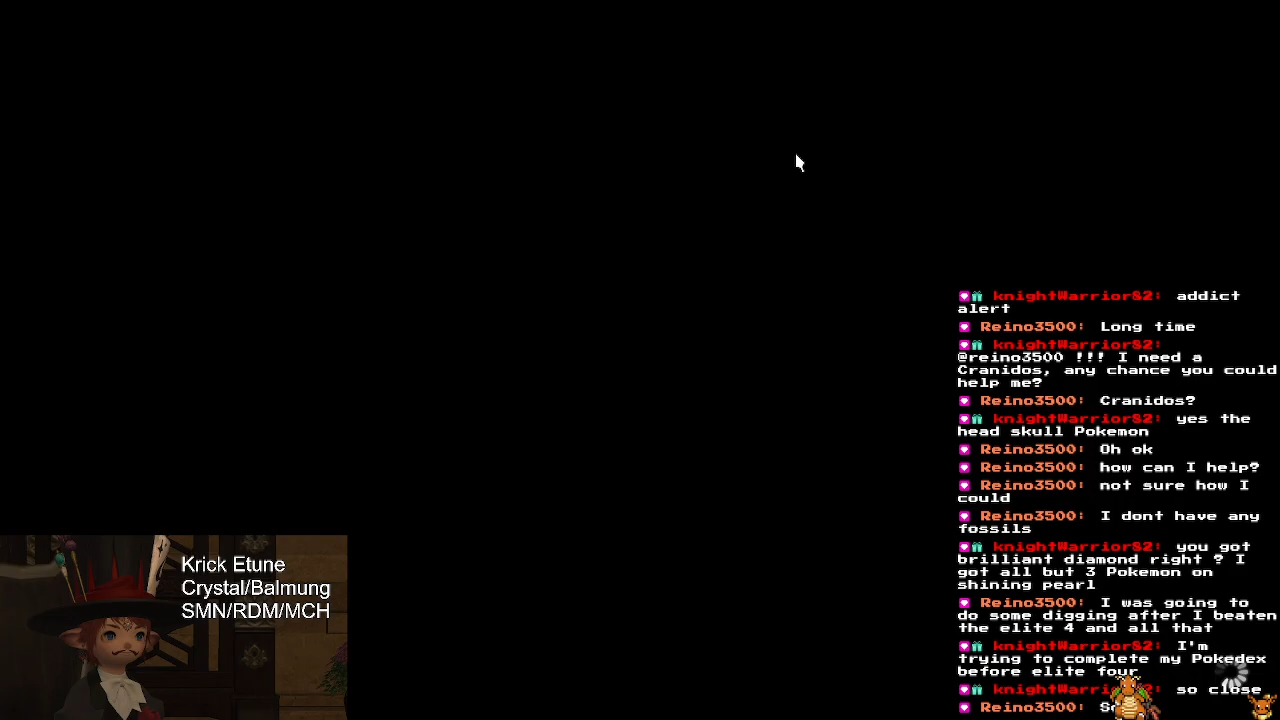 knightWarrior82: addict
alert
Reino3500: Long time
knightWarrior82:
@reino3500 !!! I need a
Cranidos, any chance you could
help me?
Reino3500: Cranidos?
knightWarrior82: yes the
head skull Pokemon
Reino3500: Oh ok
Reino3500: how can I help?
Reino3500: not sure how I
could
Reino3500: I dont have any
fossils
knightWarrior82: you got
brilliant diamond right ? I
got all but 3 Pokemon on
shining pearl
Reino3500: I was going to
do some digging after I beaten
the elite 4 and all that
knightWarrior82: I'm
trying to complete my Pokedex
before elite four
knightWarrior82: so close
Reino3500:
Krick Etune
Crystal/Balmung
SMN/RDM/MCH